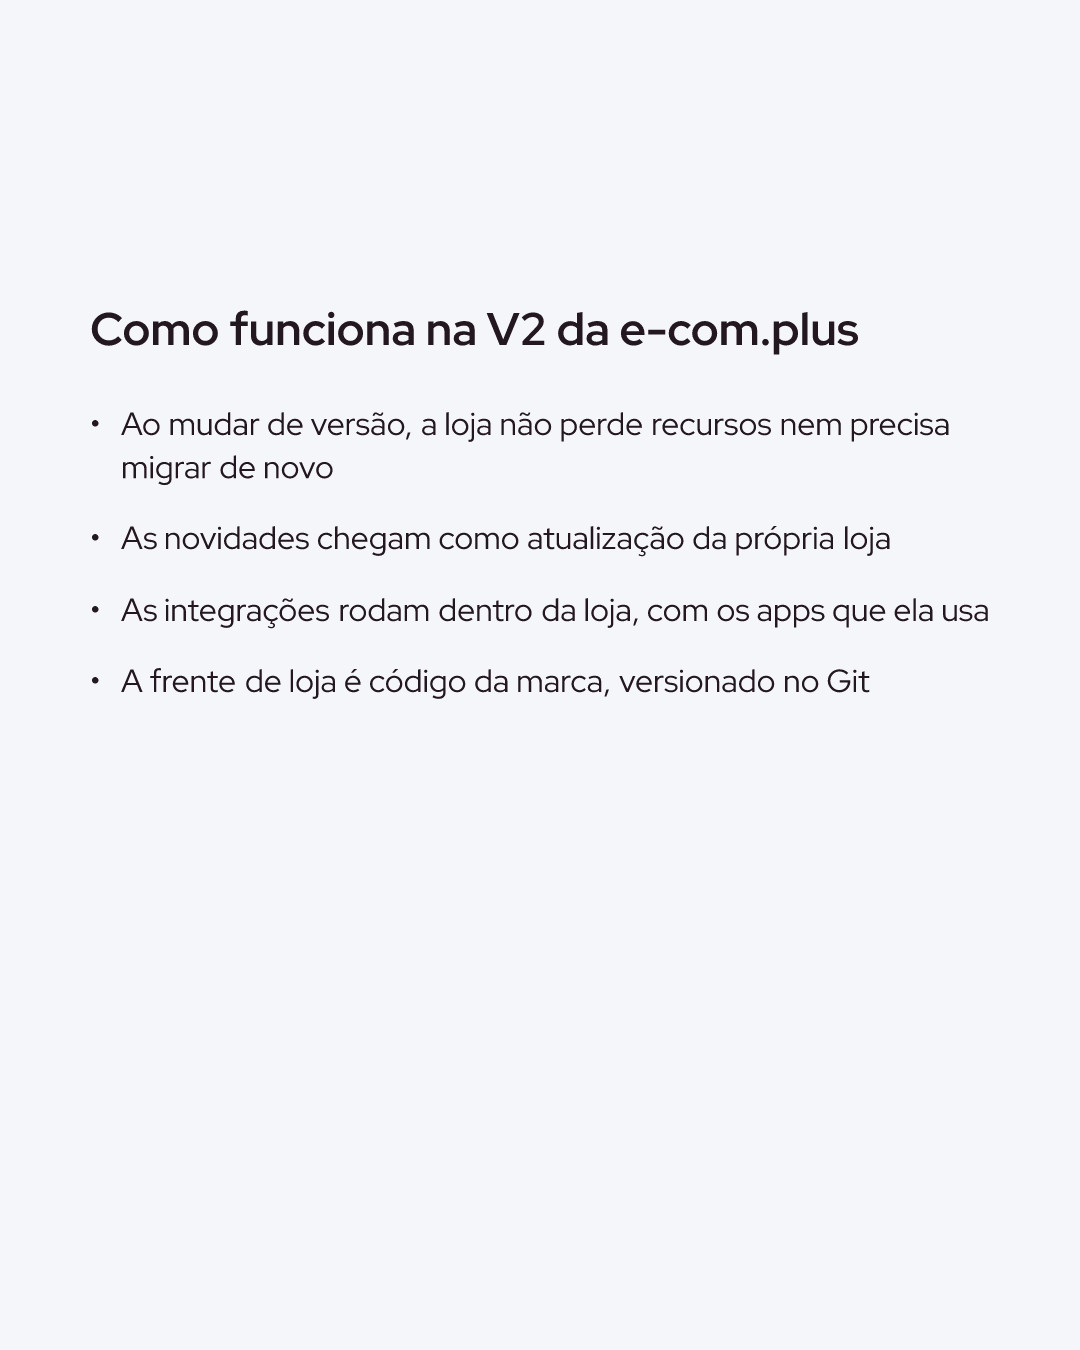 Como funciona na V2 da e-com.plus
• Ao mudar de versão, a loja não perde recursos nem precisa
migrar de novo
• As novidades chegam como atualização da própria loja
• As integrações rodam dentro da loja, com os apps que ela usa
• A frente de loja é código da marca, versionado no Git